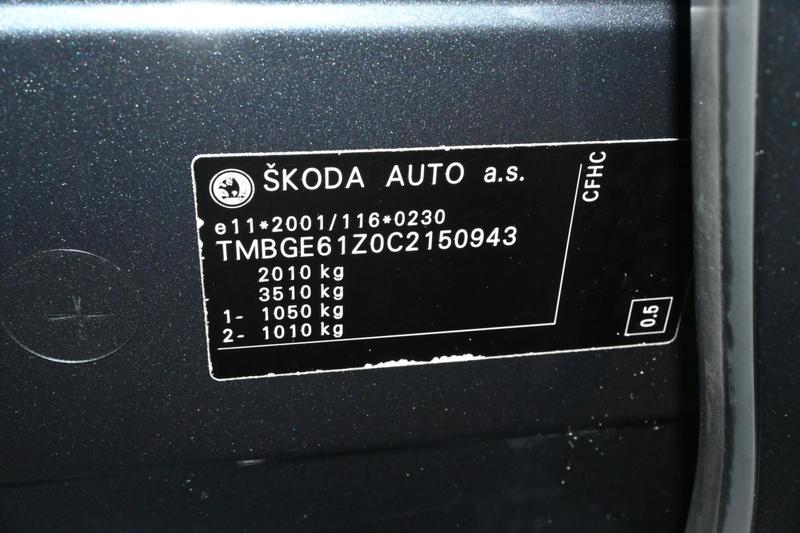 ŠKODA AUTO a.s.
e11*2001/116*0230
TMBGE61Z0C2150943
2010 kg
3510 kg
1- 1050 kg
2- 1010 kg
CFHC
0.5